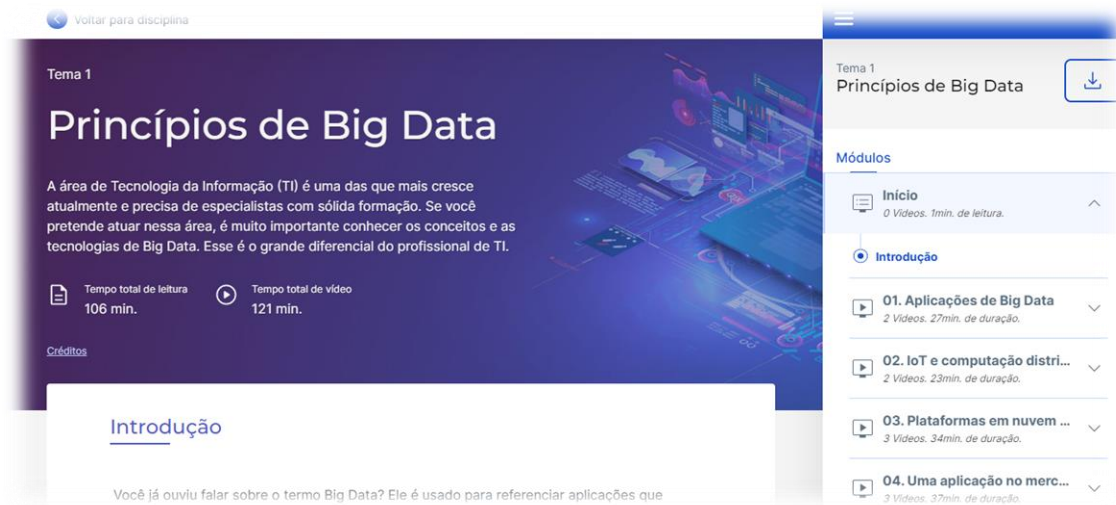 Voltar para disciplina
Tema 1
Princípios de Big Data
A área de Tecnologia da Informação (TI) é uma das que mais cresce
atualmente e precisa de especialistas com sólida formação. Se você
pretende atuar nessa área, é muito importante conhecer os conceitos e as
tecnologias de Big Data. Esse é o grande diferencial do profissional de TI.
Tempo total de leitura
106 min.
Tempo total de vídeo
121 min.
Créditos
Introdução
Você já ouviu falar sobre o termo Big Data? Ele é usado para referenciar aplicações que
Tema 1
Princípios de Big Data
Módulos
Início
0 Vídeos. 1min. de leitura.
Introdução
01. Aplicações de Big Data
2 Vídeos. 27min. de duração.
02. IoT e computação distri...
2 Vídeos. 23min. de duração.
03. Plataformas em nuvem ...
3 Vídeos. 34min. de duração.
04. Uma aplicação no merc...
3 Vídeos. 37min. de duração.